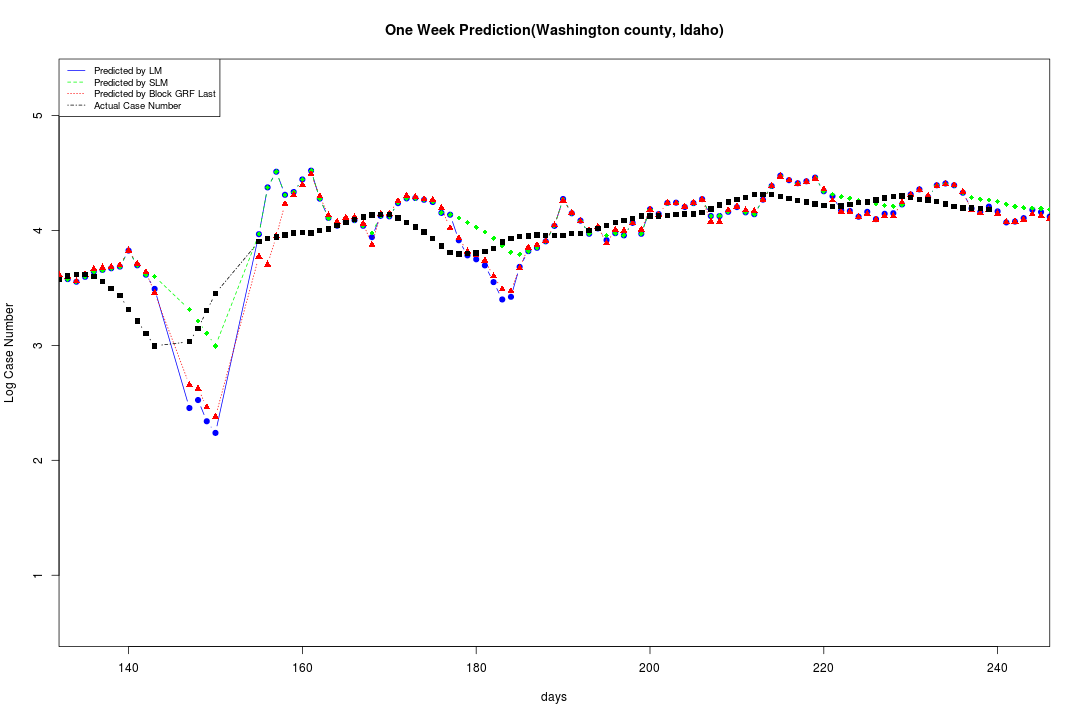 One Week Prediction(Washington county, Idaho)
Predicted by LM
Predicted by SLM
Predicted by Block GRF Last
Actual Case Number
5
4
3
2
1
Log Case Number
140 160 180 200 220 240
days